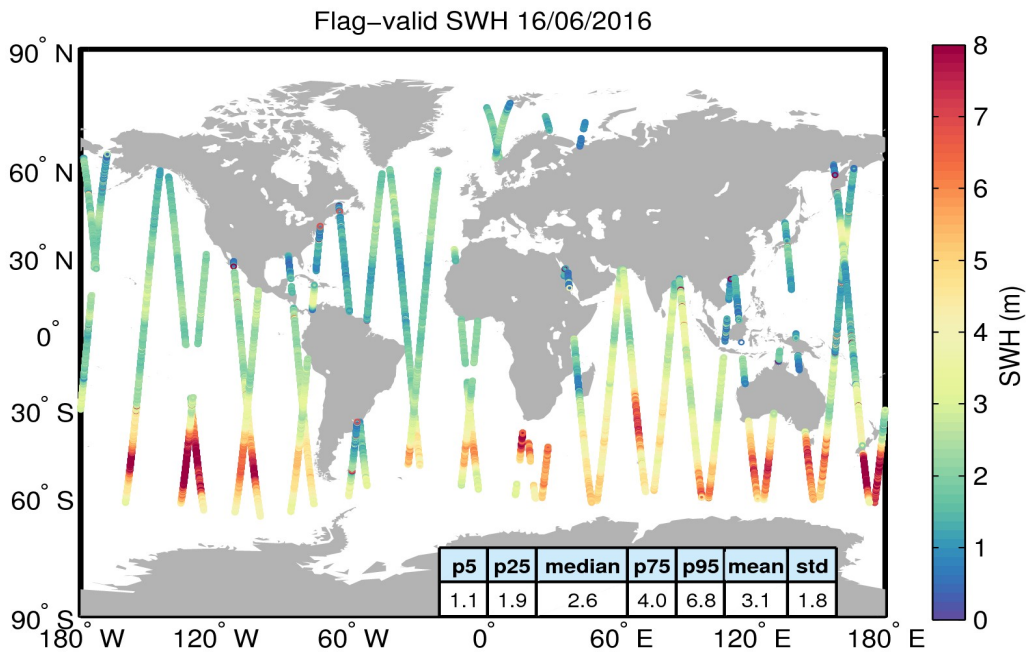 Flag−valid SWH 16/06/2016
90° N
60° N
30° N
0°
30° S
60° S
90° S
180° W
120° W
60° W
0°
60° E
120° E
180° E
p5 p25 median p75 p95 mean std
1.1 1.9 2.6 4.0 6.8 3.1 1.8
8
7
6
5
4
3
2
1
0
SWH (m)